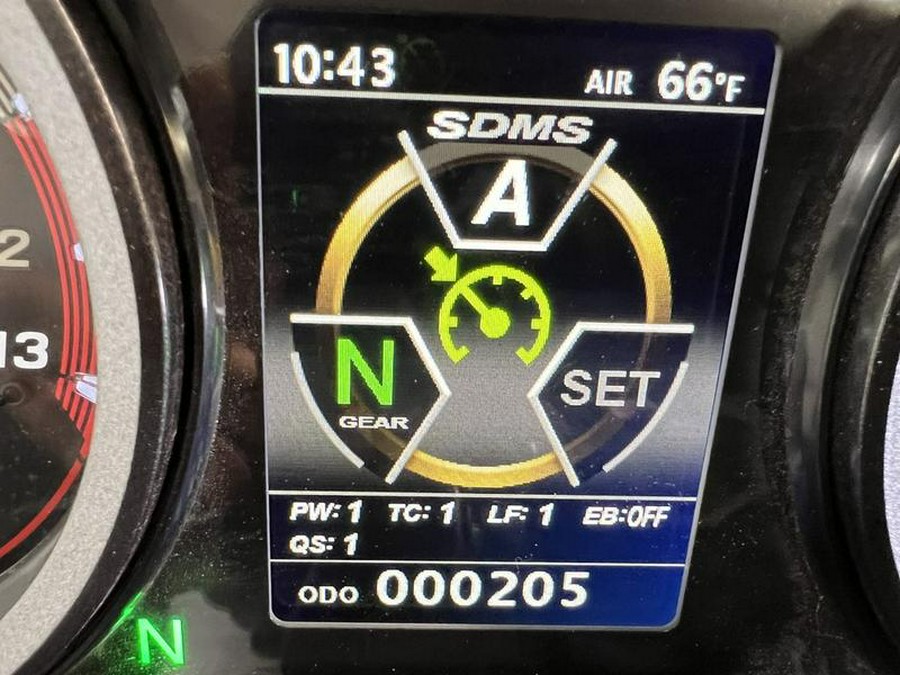 10:43 AIR 66°F
SDMS
A
2
13
N
GEAR
SET
PW: 1 TC: 1 LF: 1 EB:OFF
QS: 1
ODO 000205
N